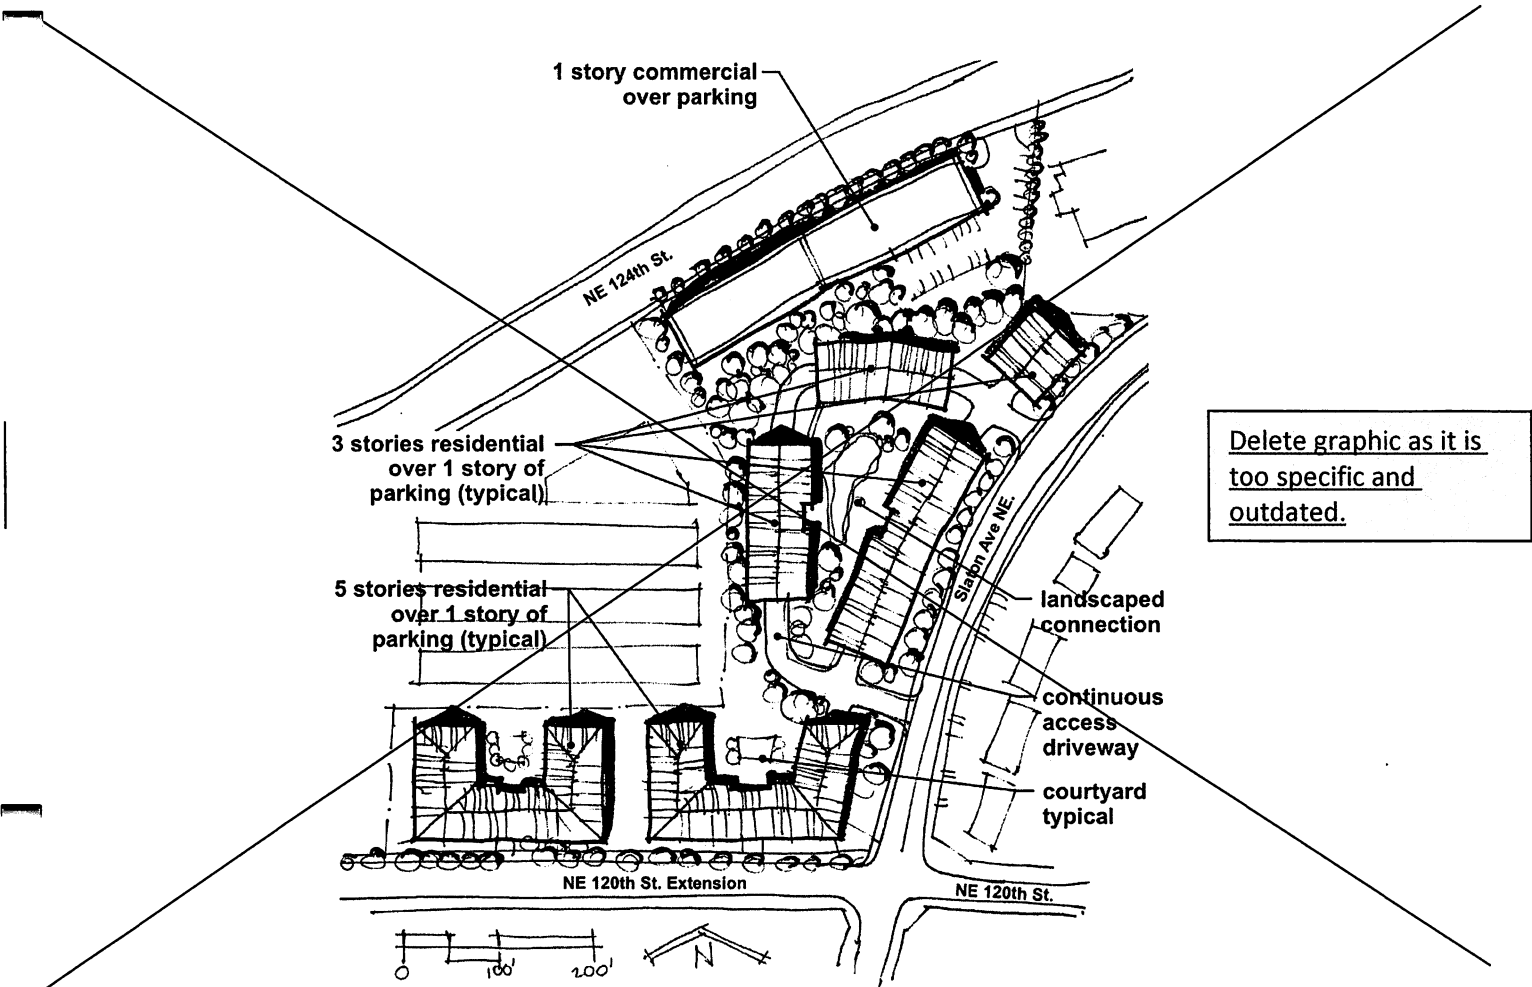 1 story commercial
over parking
NE 124th St.
3 stories residential
over 1 story of
parking (typical)
Delete graphic as it is
too specific and
outdated.
Slaton Ave NE.
5 stories residential
over 1 story of
parking (typical)
landscaped
connection
continuous
access
driveway
courtyard
typical
NE 120th St. Extension
NE 120th St.
0 100' 200'
N